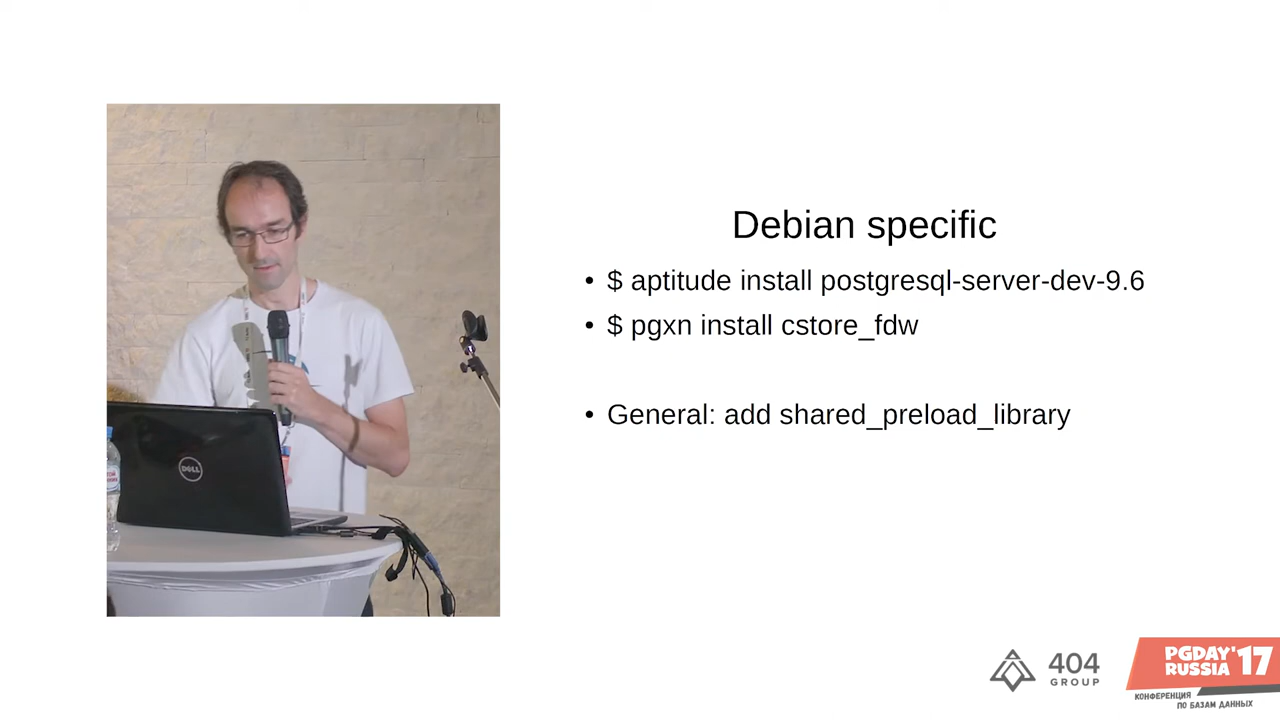 Debian specific
• $ aptitude install postgresql-server-dev-9.6
• $ pgxn install cstore_fdw
• General: add shared_preload_library
DELL
404
GROUP
PGDAY'17
RUSSIA
КОНФЕРЕНЦИЯ
ПО БАЗАМ ДАННЫХ